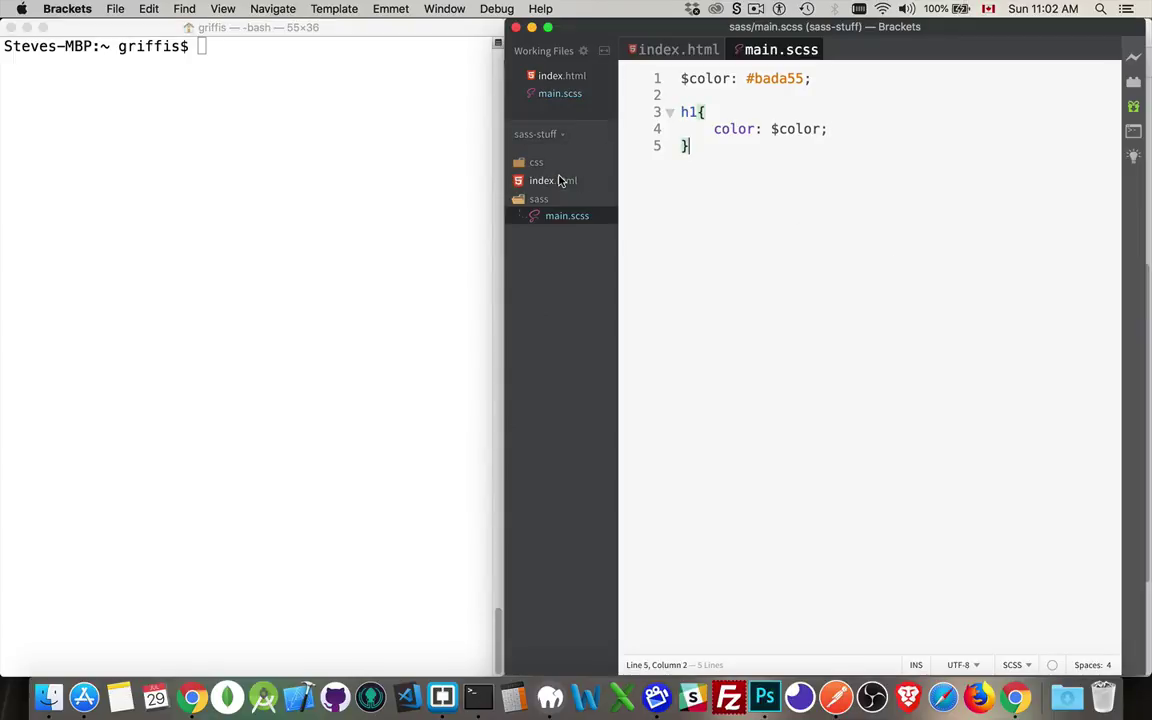 Brackets File Edit Find View Navigate Template Emmet Window Debug Help 100% Sun 11:02 AM
griffis — -bash — 55×36
Steves-MBP:~ griffis$
sass/main.scss (sass-stuff) — Brackets
Working Files
index.html
main.scss
sass-stuff
css
index.html
sass
main.scss
index.html main.scss
1 $color: #bada55;
2
3 h1{
4 color: $color;
5 }
Line 5, Column 2 — 5 Lines INS UTF-8 SCSS Spaces: 4
JUL
29